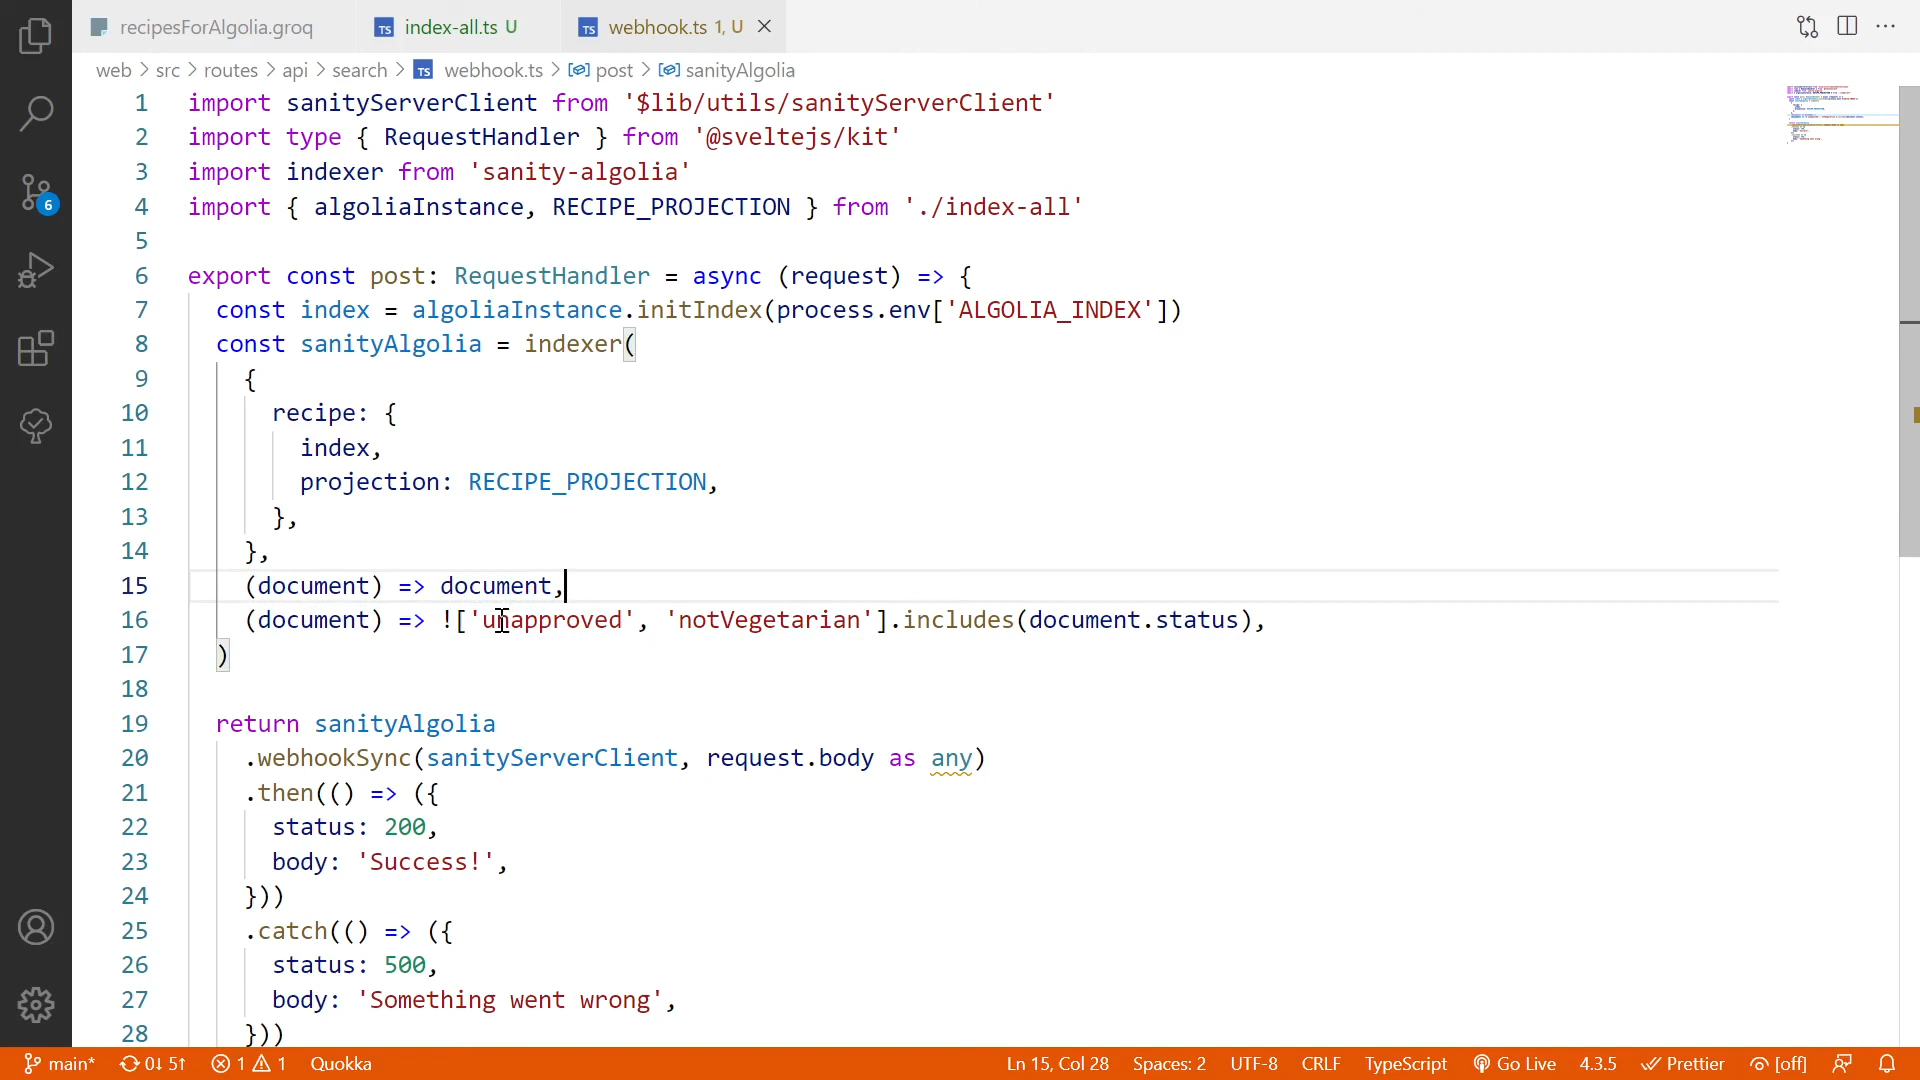 recipesForAlgolia.groq
TS index-all.ts U
TS webhook.ts 1, U
web > src > routes > api > search > TS webhook.ts > post > sanityAlgolia
1 import sanityServerClient from '$lib/utils/sanityServerClient'
2 import type { RequestHandler } from '@sveltejs/kit'
3 import indexer from 'sanity-algolia'
4 import { algoliaInstance, RECIPE_PROJECTION } from './index-all'
5
6 export const post: RequestHandler = async (request) => {
7 const index = algoliaInstance.initIndex(process.env['ALGOLIA_INDEX'])
8 const sanityAlgolia = indexer(
9 {
10 recipe: {
11 index,
12 projection: RECIPE_PROJECTION,
13 },
14 },
15 (document) => document,
16 (document) => !['unapproved', 'notVegetarian'].includes(document.status),
17 )
18
19 return sanityAlgolia
20 .webhookSync(sanityServerClient, request.body as any)
21 .then(() => ({
22 status: 200,
23 body: 'Success!',
24 }))
25 .catch(() => ({
26 status: 500,
27 body: 'Something went wrong',
28 }))
6
main* 0↓ 5↑ 1 1 Quokka Ln 15, Col 28 Spaces: 2 UTF-8 CRLF TypeScript Go Live 4.3.5 Prettier [off]